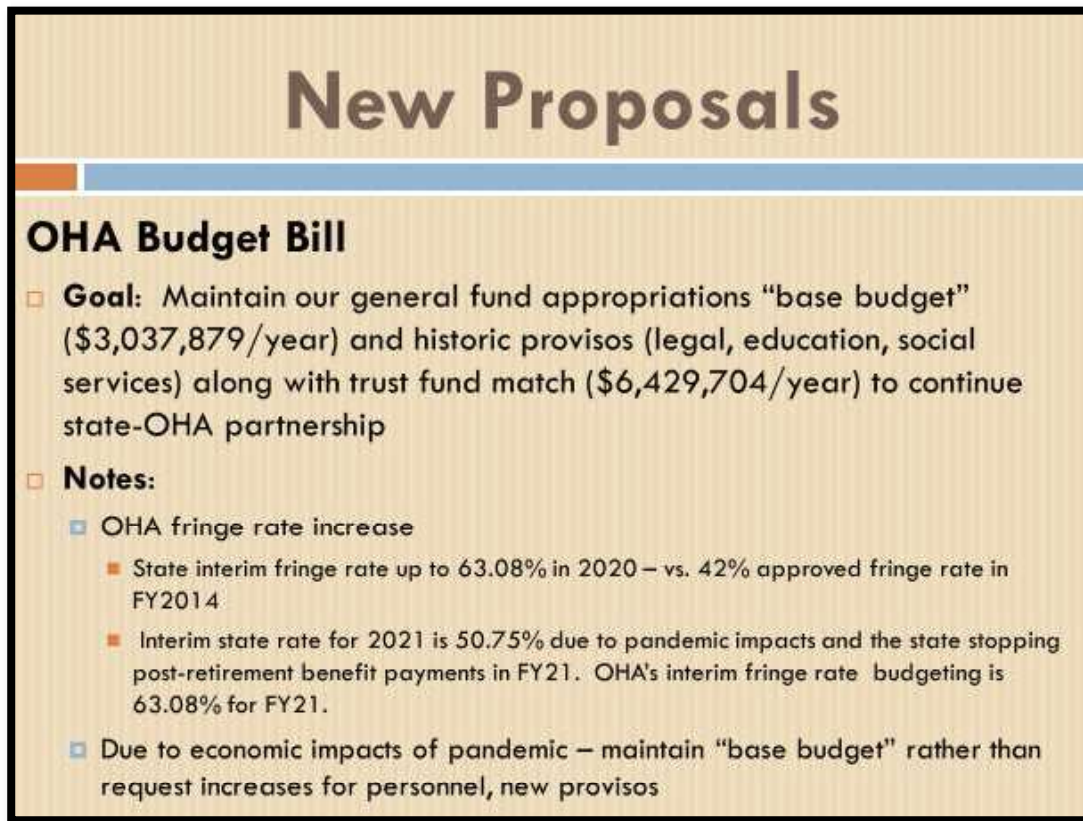 New Proposals
OHA Budget Bill
Goal: Maintain our general fund appropriations “base budget”
($3,037,879/year) and historic provisos (legal, education, social
services) along with trust fund match ($6,429,704/year) to continue
state-OHA partnership
Notes:
OHA fringe rate increase
State interim fringe rate up to 63.08% in 2020 – vs. 42% approved fringe rate in
FY2014
Interim state rate for 2021 is 50.75% due to pandemic impacts and the state stopping
post-retirement benefit payments in FY21. OHA's interim fringe rate budgeting is
63.08% for FY21.
Due to economic impacts of pandemic – maintain “base budget” rather than
request increases for personnel, new provisos